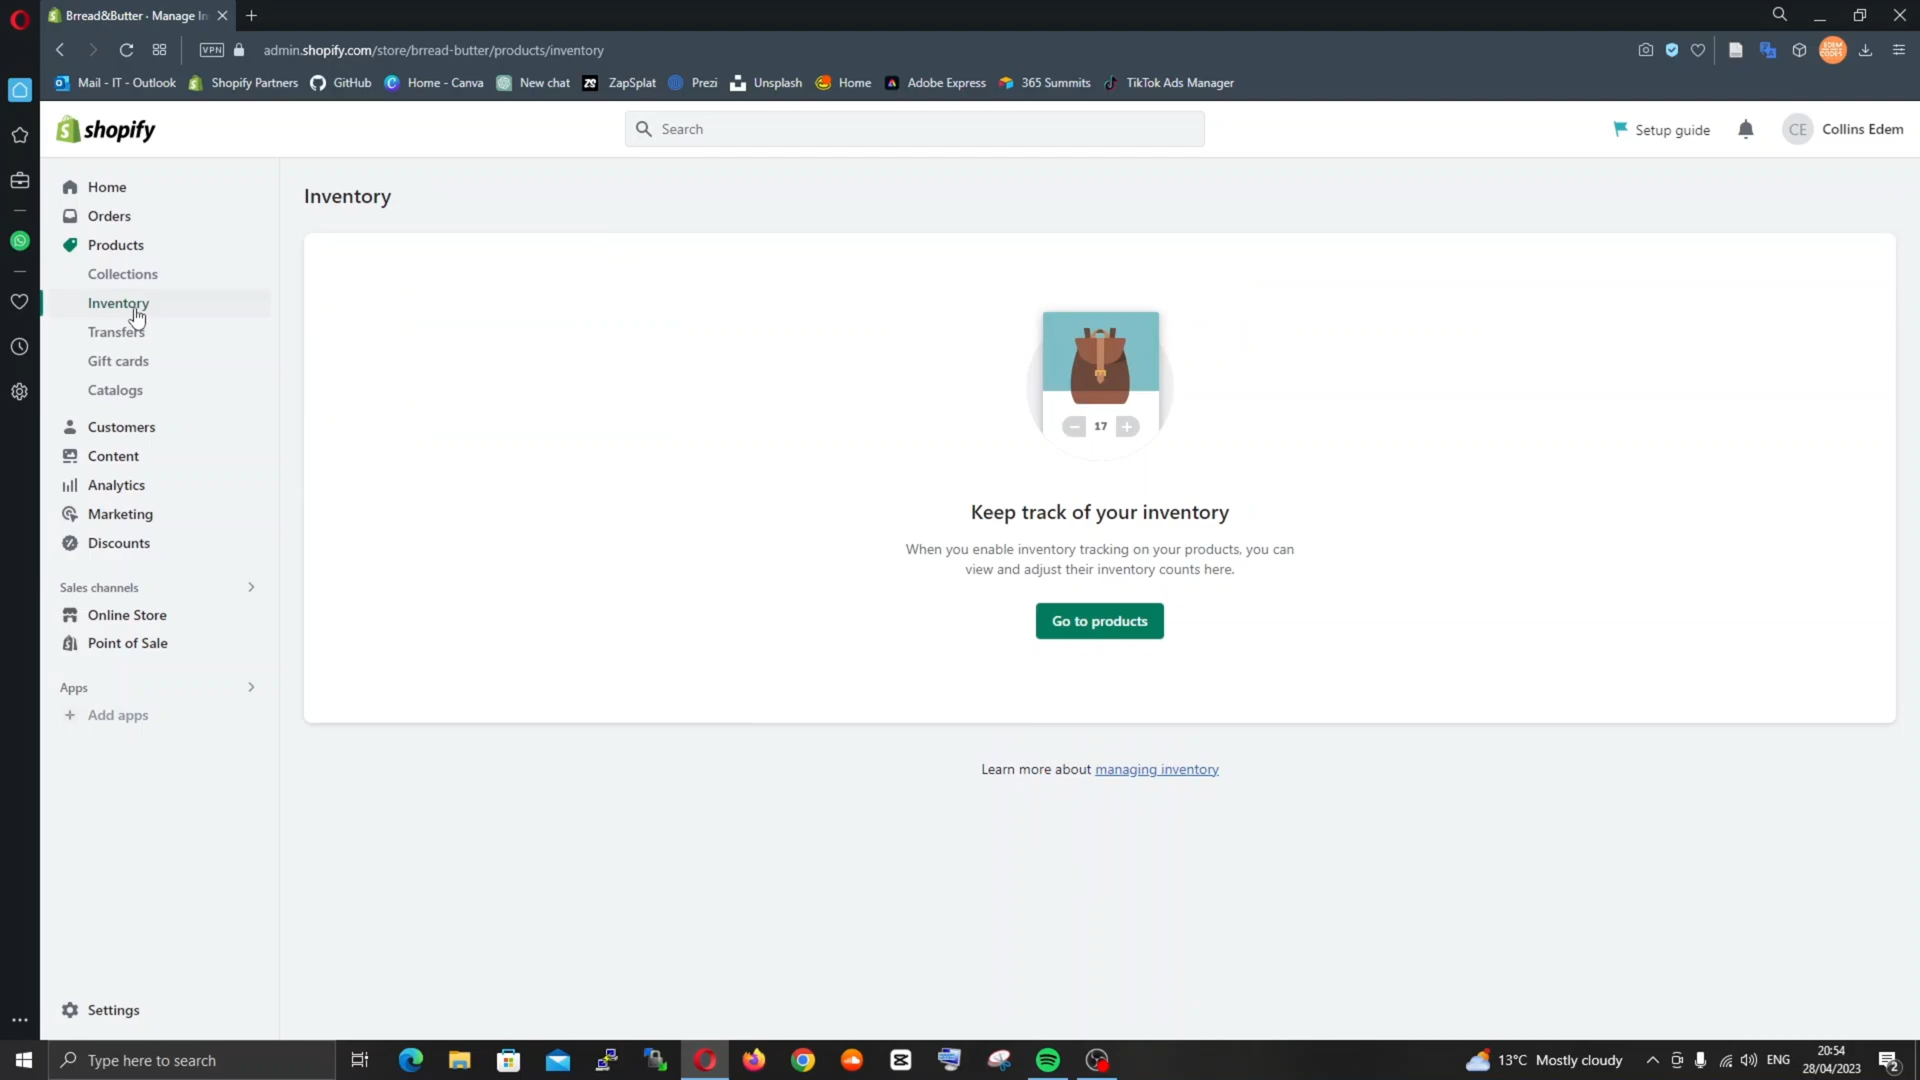 Brread&Butter · Manage In
VPN
admin.shopify.com/store/brread-butter/products/inventory
Mail - IT - Outlook
Shopify Partners
GitHub
Home - Canva
New chat
ZS
ZapSplat
Prezi
Unsplash
Home
Adobe Express
365 Summits
TikTok Ads Manager
shopify
Search
Setup guide
CE
Collins Edem
Home
Orders
Products
Collections
Inventory
Transfers
Gift cards
Catalogs
Customers
Content
Analytics
Marketing
Discounts
Sales channels
Online Store
Point of Sale
Apps
Add apps
Settings
Inventory
17
Keep track of your inventory
When you enable inventory tracking on your products, you can
view and adjust their inventory counts here.
Go to products
Learn more about managing inventory
Type here to search
13°C Mostly cloudy
ENG
20:54
28/04/2023
2